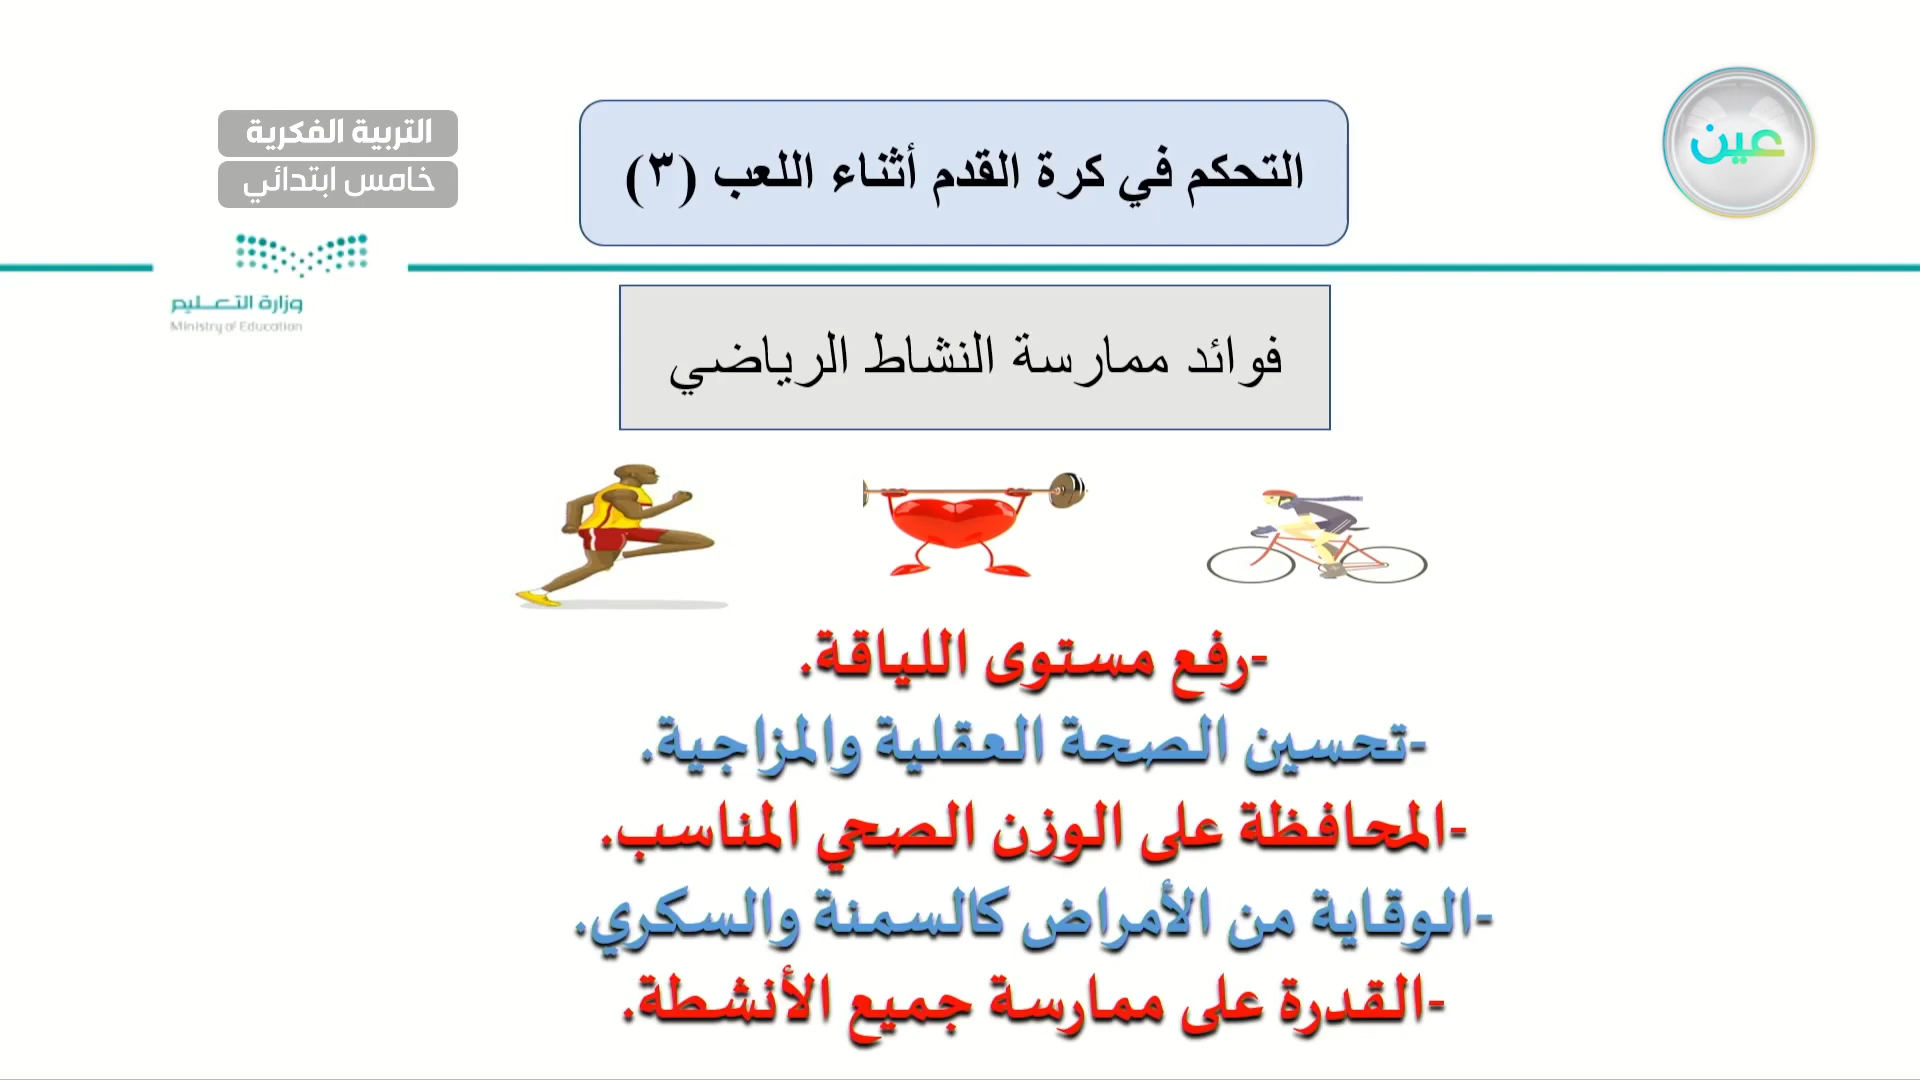 التربية الفكرية
خامس ابتدائي
التحكم في كرة القدم أثناء اللعب (٣)
عين
وزارة التعليم
Ministry of Education
فوائد ممارسة النشاط الرياضي
-رفع مستوى اللياقة.
-تحسين الصحة العقلية والمزاجية.
-المحافظة على الوزن الصحي المناسب.
-الوقاية من الأمراض كالسمنة والسكري.
-القدرة على ممارسة جميع الأنشطة.